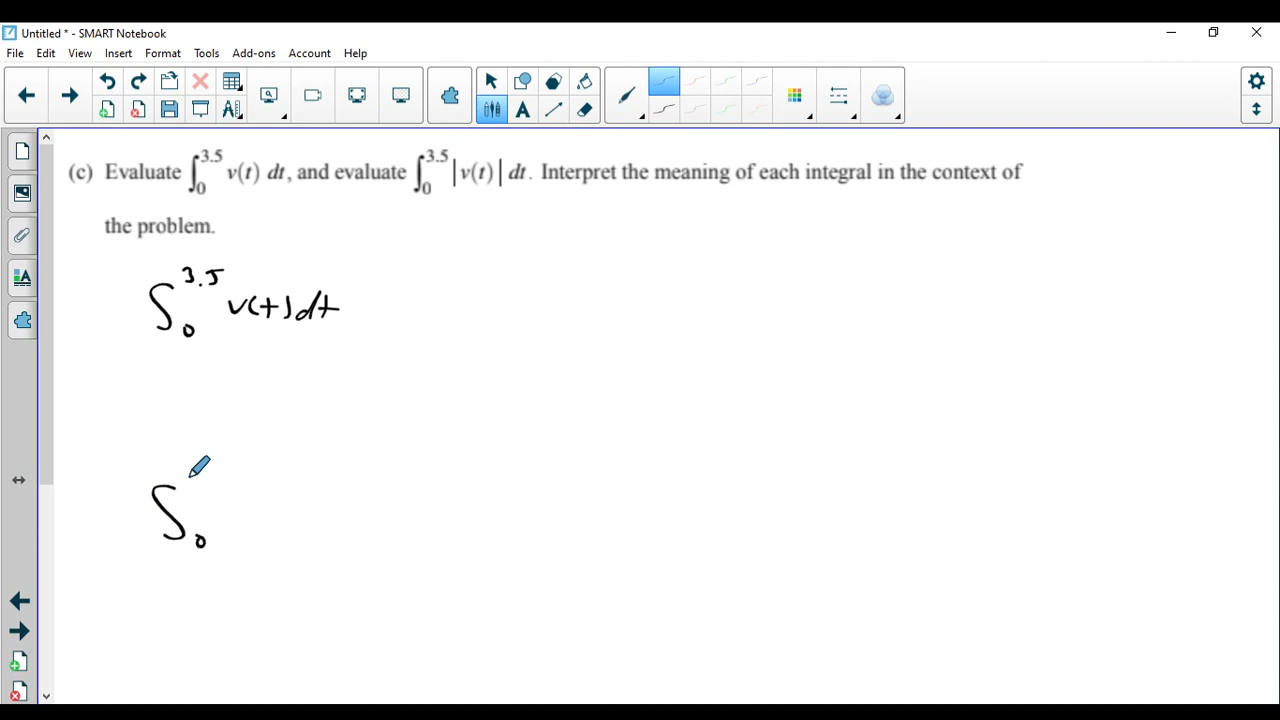 Untitled * - SMART Notebook
File Edit View Insert Format Tools Add-ons Account Help
(c) Evaluate ∫₀^3.5 v(t) dt, and evaluate ∫₀^3.5 |v(t)| dt. Interpret the meaning of each integral in the context of
the problem.
∫₀^3.5 v(t)dt
∫₀